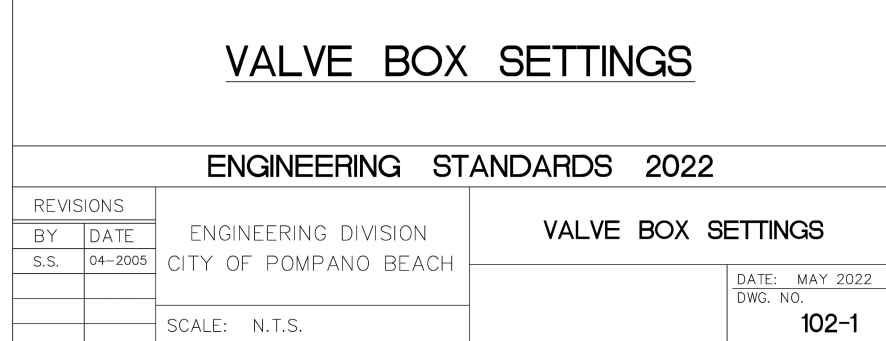 VALVE BOX SETTINGS
ENGINEERING STANDARDS 2022
REVISIONS
BY DATE
S.S. 04-2005
ENGINEERING DIVISION
CITY OF POMPANO BEACH
SCALE: N.T.S.
VALVE BOX SETTINGS
DATE: MAY 2022
DWG. NO.
102-1